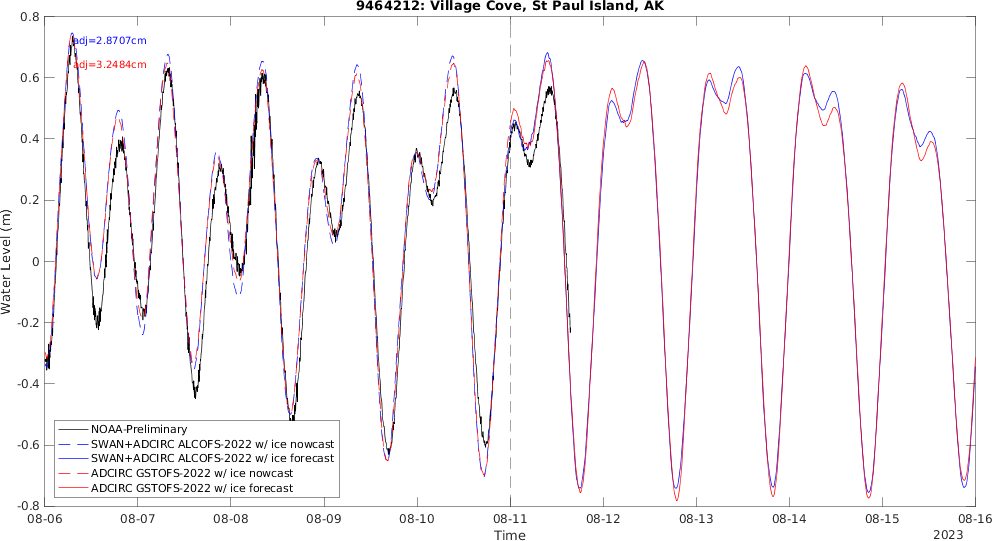 9464212: Village Cove, St Paul Island, AK
adj=2.8707cm
adj=3.2484cm
Water Level (m)
0.8
0.6
0.4
0.2
0
-0.2
-0.4
-0.6
-0.8
NOAA-Preliminary
SWAN+ADCIRC ALCOFS-2022 w/ ice nowcast
SWAN+ADCIRC ALCOFS-2022 w/ ice forecast
ADCIRC GSTOFS-2022 w/ ice nowcast
ADCIRC GSTOFS-2022 w/ ice forecast
08-06 08-07 08-08 08-09 08-10 08-11 08-12 08-13 08-14 08-15 08-16
Time
2023